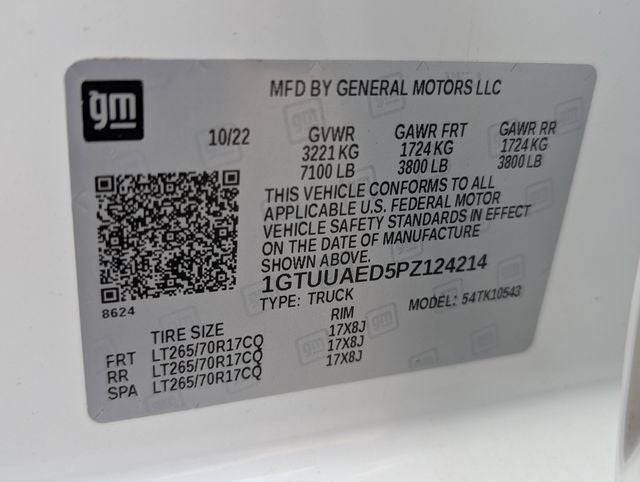 gm
MFD BY GENERAL MOTORS LLC
10/22 GVWR GAWR FRT GAWR RR
3221 KG 1724 KG 1724 KG
7100 LB 3800 LB 3800 LB
THIS VEHICLE CONFORMS TO ALL
APPLICABLE U.S. FEDERAL MOTOR
VEHICLE SAFETY STANDARDS IN EFFECT
ON THE DATE OF MANUFACTURE
SHOWN ABOVE.
1GTUUAED5PZ124214
8624
TYPE: TRUCK MODEL: 54TK10543
TIRE SIZE RIM
FRT LT265/70R17CQ 17X8J
RR LT265/70R17CQ 17X8J
SPA LT265/70R17CQ 17X8J